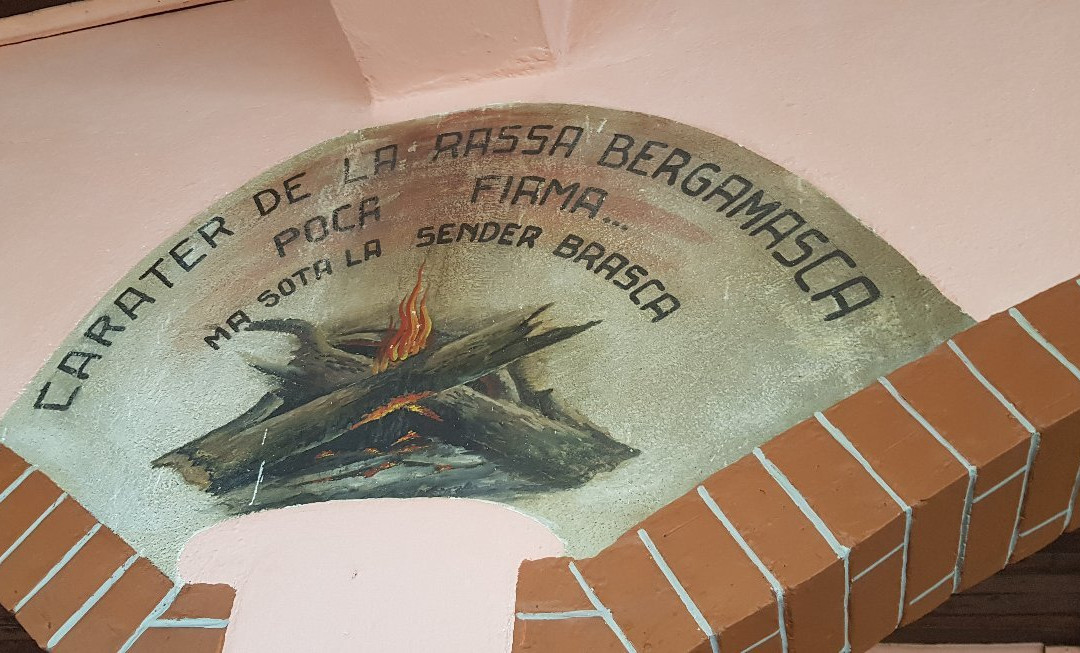 CARATER DE LA RASSA BERGAMASCA
POCA FIAMA...
MA SOTA LA SENDER BRASCA